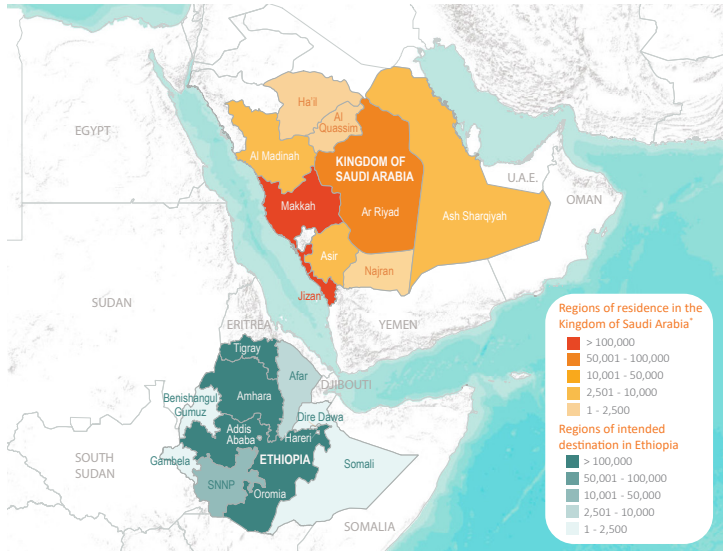 EGYPT
Ha'il
Al
Quassim
Al Madinah
KINGDOM OF
SAUDI ARABIA
U.A.E.
OMAN
Makkah
Ar Riyad
Ash Sharqiyah
Asir
Najran
Jizan
SUDAN
ERITREA
YEMEN
Tigray
Afar
DJIBOUTI
Amhara
Benishangul
Gumuz
Dire Dawa
Addis
Ababa
Hareri
SOUTH
SUDAN
Gambela
ETHIOPIA
Somali
SNNP
Oromia
SOMALIA
Regions of residence in the
Kingdom of Saudi Arabia*
> 100,000
50,001 - 100,000
10,001 - 50,000
2,501 - 10,000
1 - 2,500
Regions of intended
destination in Ethiopia
> 100,000
50,001 - 100,000
10,001 - 50,000
2,501 - 10,000
1 - 2,500